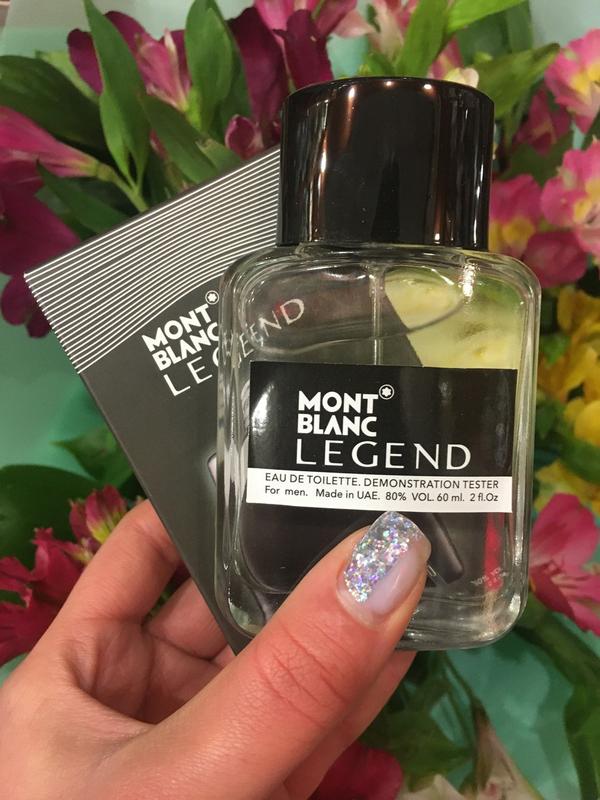 MONT
BLANC
LEGEND
MONT
BLANC
LEGEND
EAU DE TOILETTE. DEMONSTRATION TESTER
For men. Made in UAE. 80% VOL. 60 ml. 2 fl.Oz